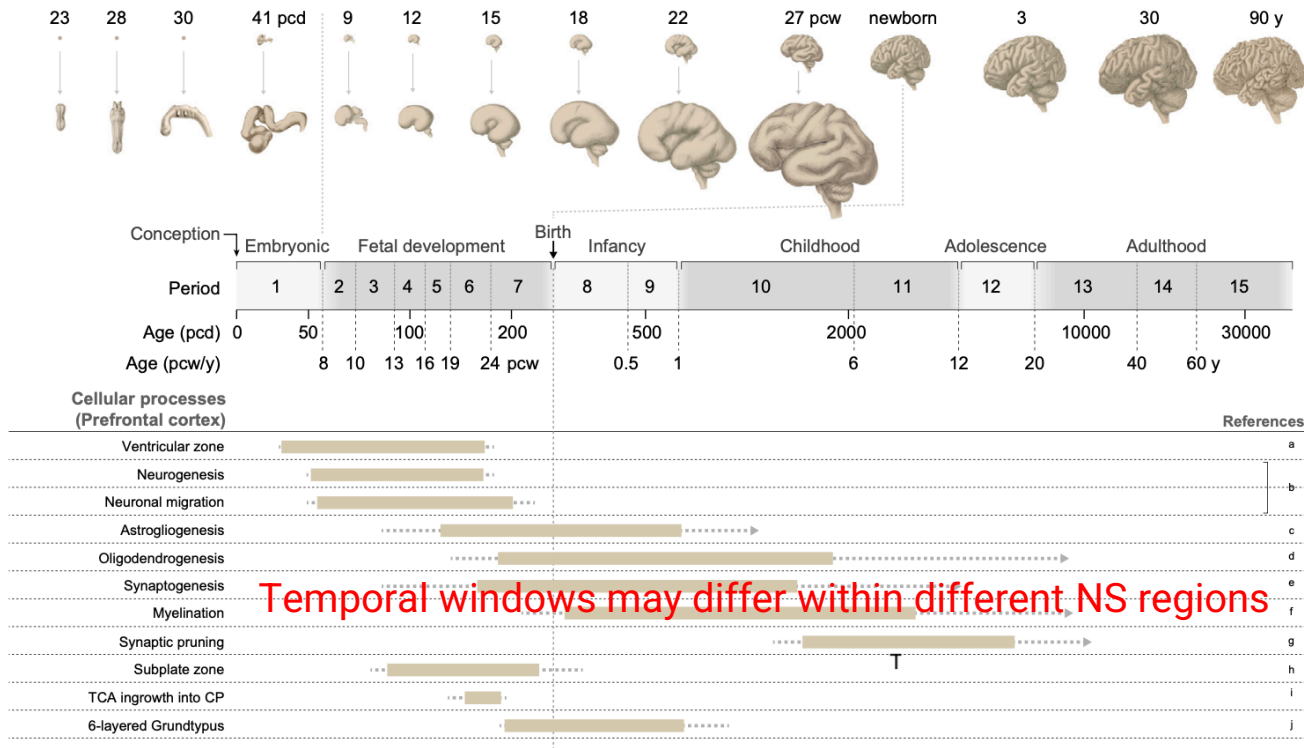 23 28 30 41 pcd 9 12 15 18 22 27 pcw newborn 3 30 90 y
Conception Embryonic Fetal development Birth Infancy Childhood Adolescence Adulthood
Period 1 2 3 4 5 6 7 8 9 10 11 12 13 14 15
Age (pcd) 0 50 100 200 500 2000 10000 30000
Age (pcw/y) 8 10 13 16 19 24 pcw 0.5 1 6 12 20 40 60 y
Cellular processes
(Prefrontal cortex) References
Ventricular zone a
Neurogenesis
b
Neuronal migration
Astrogliogenesis c
Oligodendrogenesis d
Synaptogenesis e
Temporal windows may differ within different NS regions
Myelination f
Synaptic pruning g
T
Subplate zone h
TCA ingrowth into CP i
6-layered Grundtypus j